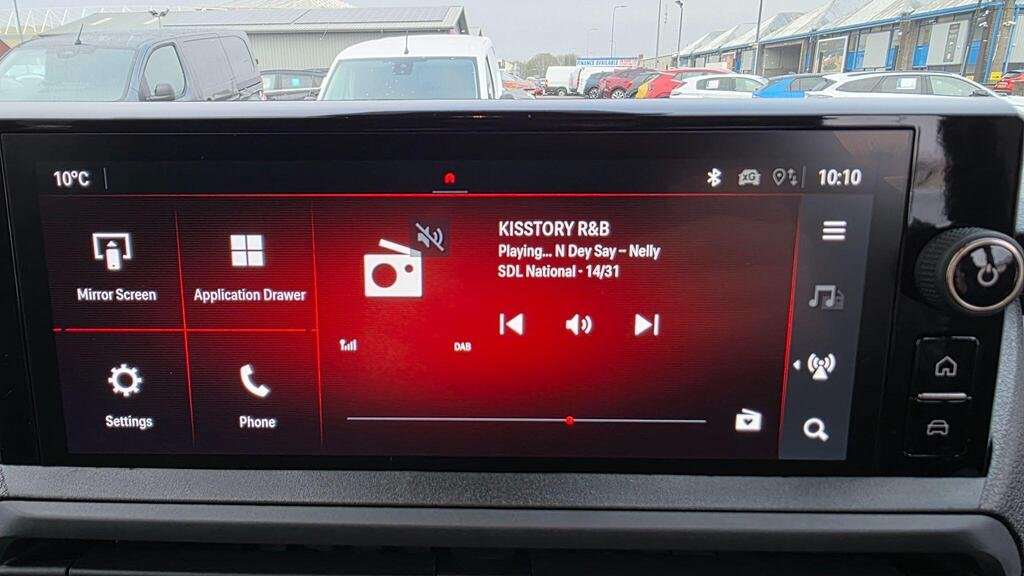 FINANCE AVAILABLE
10°C
xG
10:10
KISSTORY R&B
Playing... N Dey Say – Nelly
SDL National - 14/31
Mirror Screen
Application Drawer
DAB
Settings
Phone